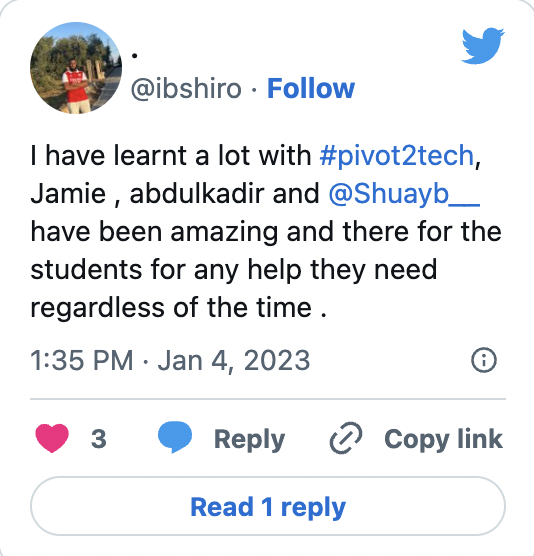 .
@ibshiro · Follow
I have learnt a lot with #pivot2tech,
Jamie , abdulkadir and @Shuayb__
have been amazing and there for the
students for any help they need
regardless of the time .
1:35 PM · Jan 4, 2023
3 Reply Copy link
Read 1 reply